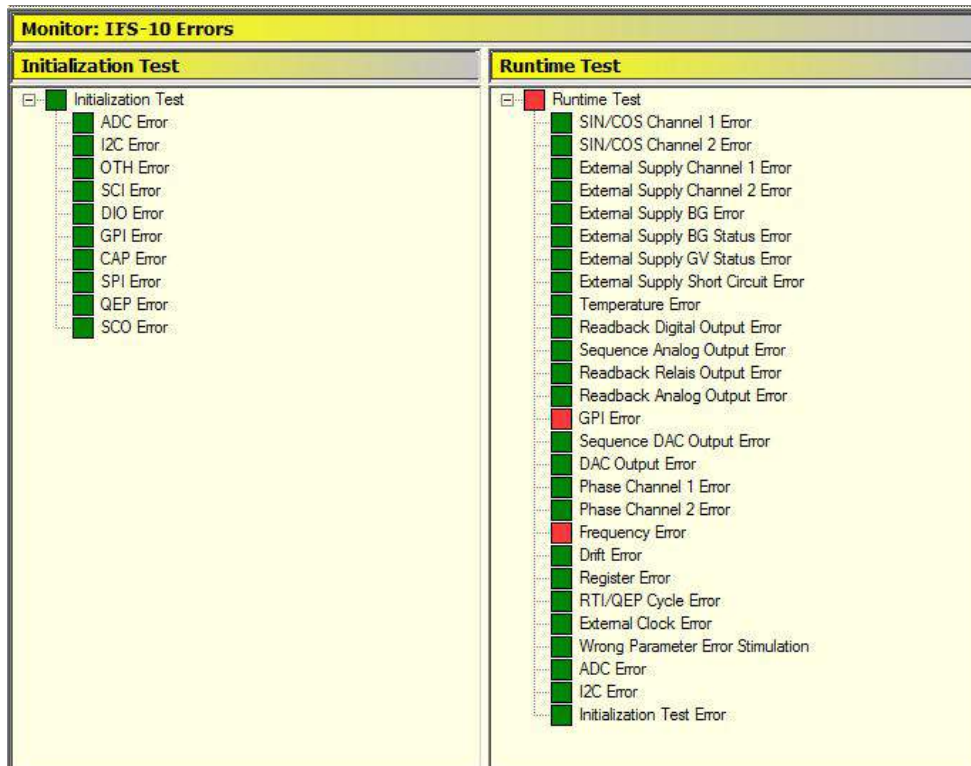 Monitor: IFS-10 Errors
Initialization Test
Initialization Test
ADC Error
I2C Error
OTH Error
SCI Error
DIO Error
GPI Error
CAP Error
SPI Error
QEP Error
SCO Error
Runtime Test
Runtime Test
SIN/COS Channel 1 Error
SIN/COS Channel 2 Error
External Supply Channel 1 Error
External Supply Channel 2 Error
External Supply BG Error
External Supply BG Status Error
External Supply GV Status Error
External Supply Short Circuit Error
Temperature Error
Readback Digital Output Error
Sequence Analog Output Error
Readback Relais Output Error
Readback Analog Output Error
GPI Error
Sequence DAC Output Error
DAC Output Error
Phase Channel 1 Error
Phase Channel 2 Error
Frequency Error
Drift Error
Register Error
RTI/QEP Cycle Error
External Clock Error
Wrong Parameter Error Stimulation
ADC Error
I2C Error
Initialization Test Error